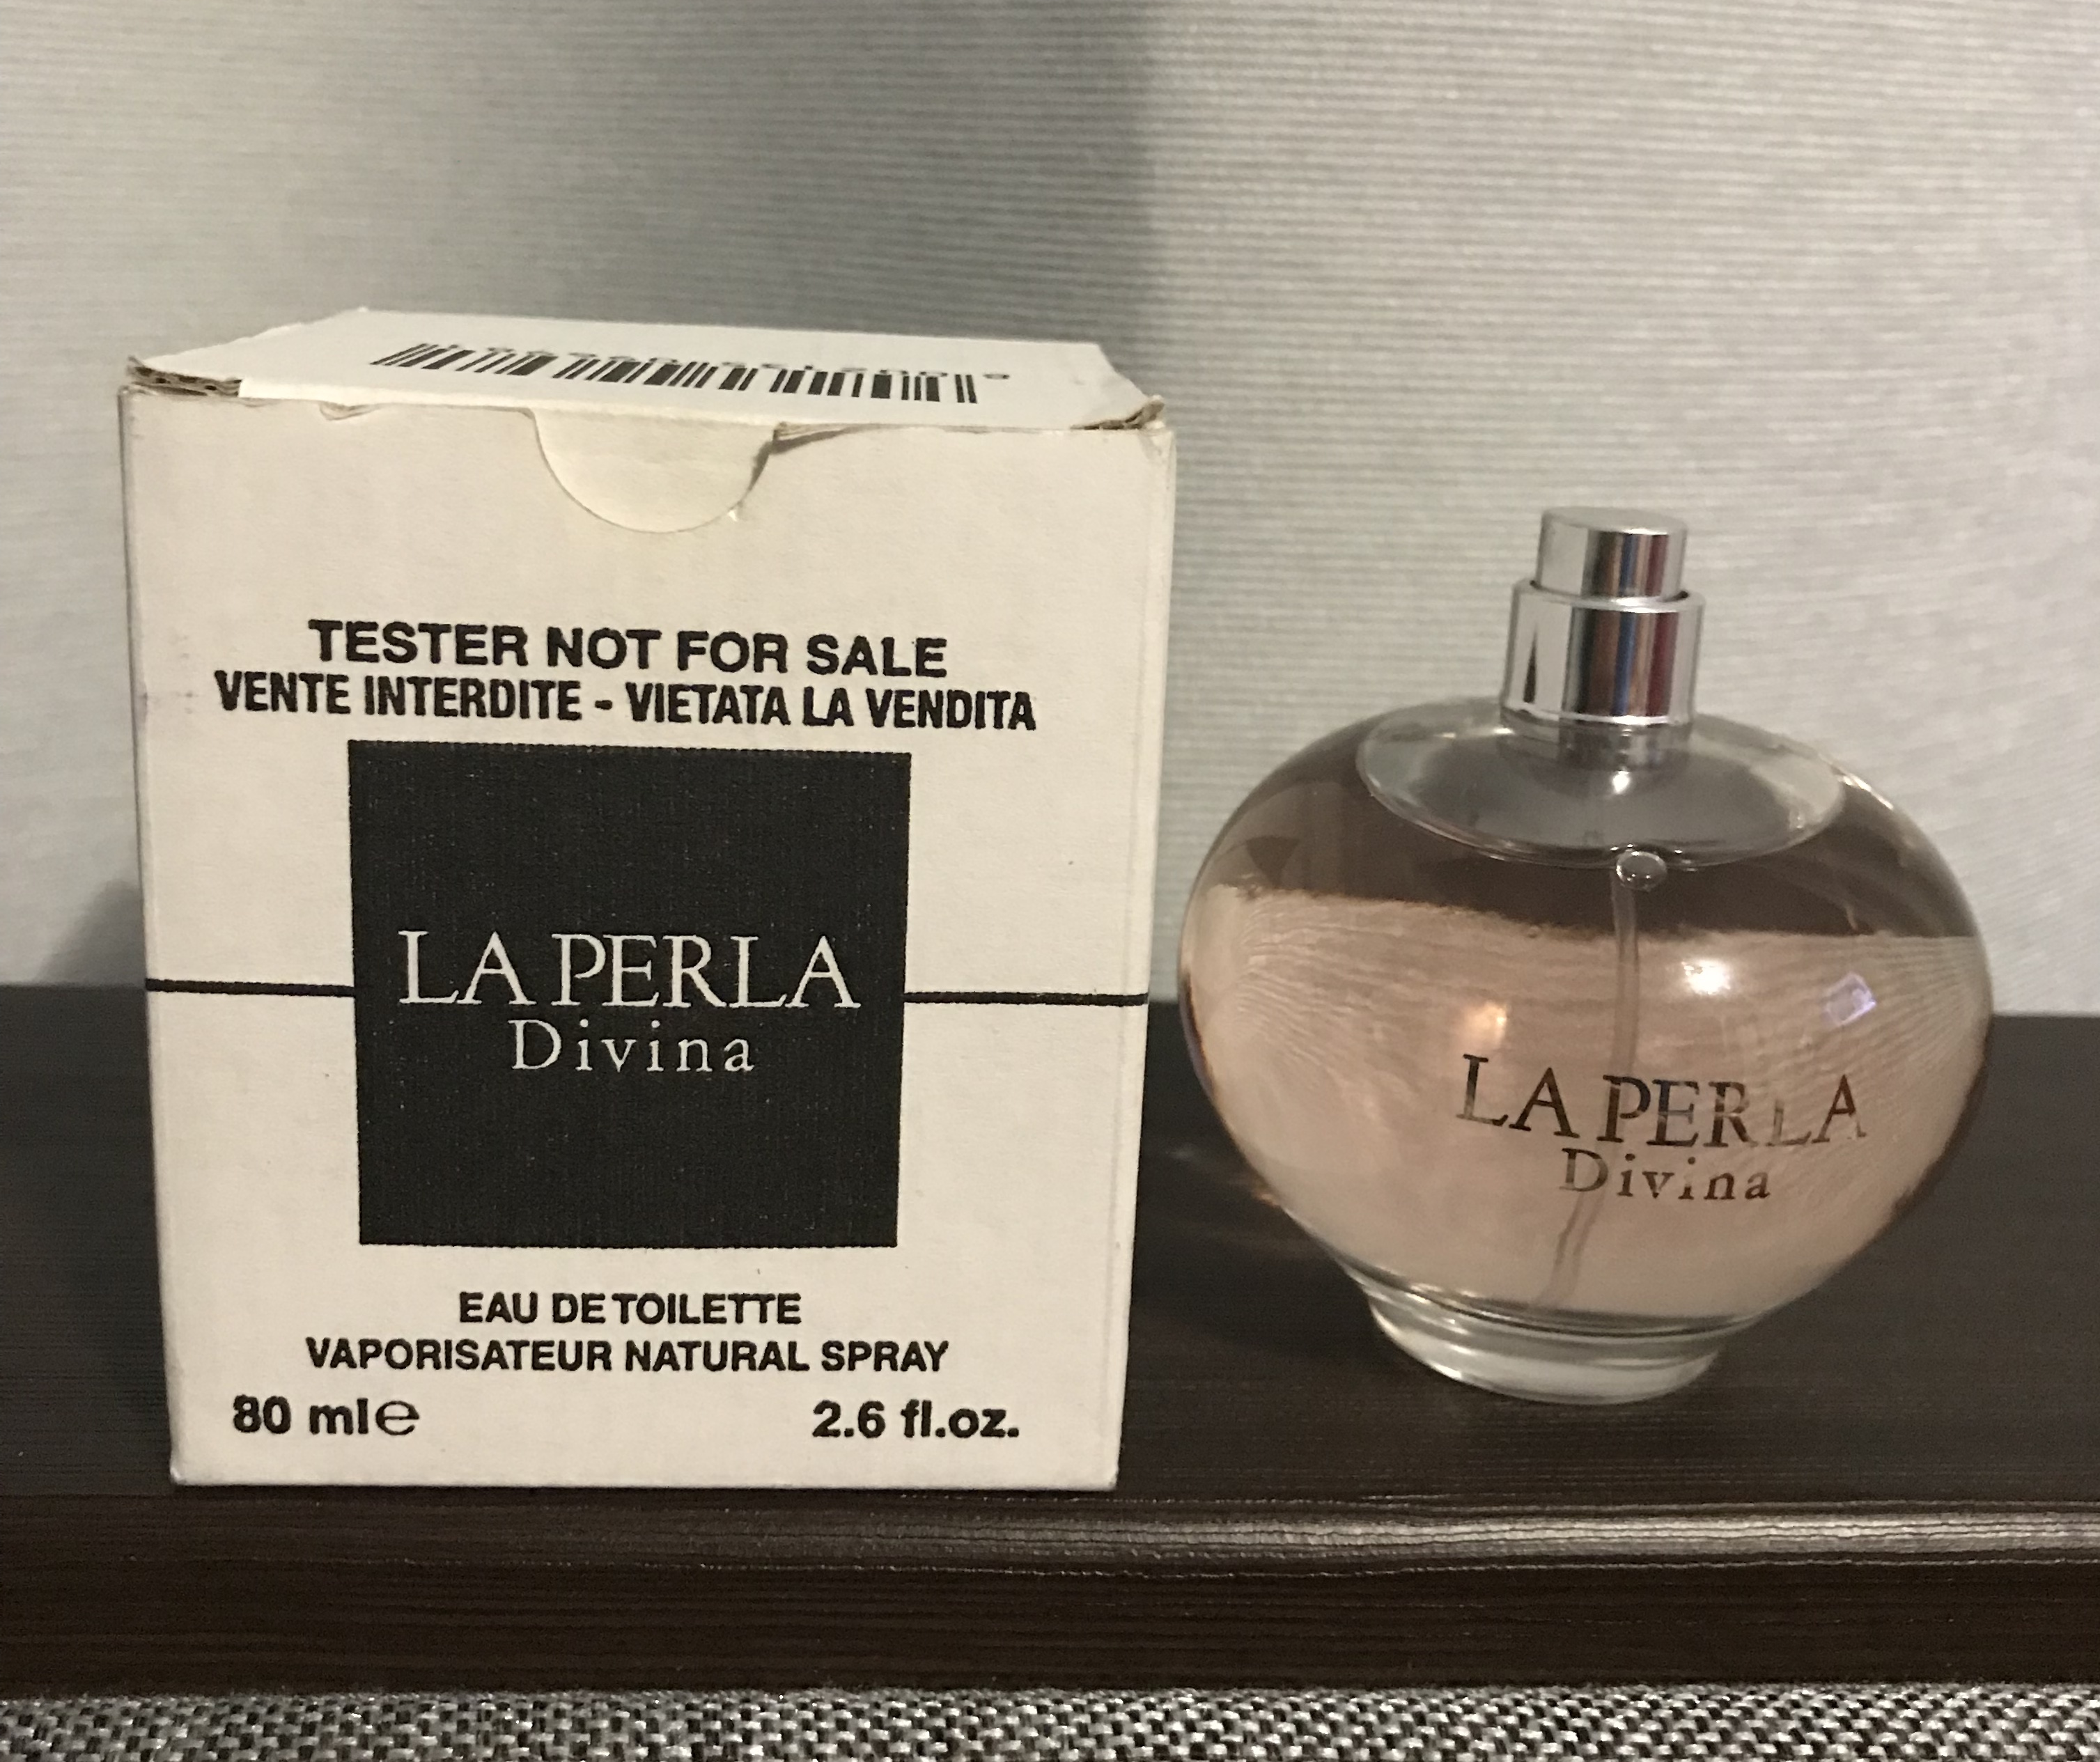 TESTER NOT FOR SALE
VENTE INTERDITE - VIETATA LA VENDITA
LA PERLA
Divina
EAU DE TOILETTE
VAPORISATEUR NATURAL SPRAY
80 ml℮
2.6 fl.oz.
LA PERLA
Divina